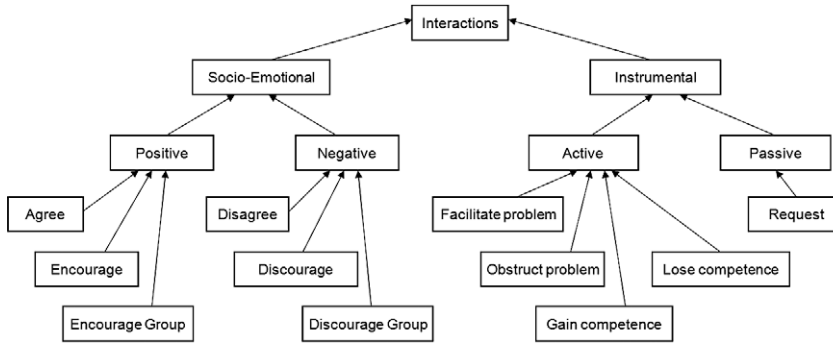 Interactions
Socio-Emotional
Instrumental
Positive
Negative
Active
Passive
Agree
Disagree
Facilitate problem
Request
Encourage
Discourage
Obstruct problem
Lose competence
Encourage Group
Discourage Group
Gain competence